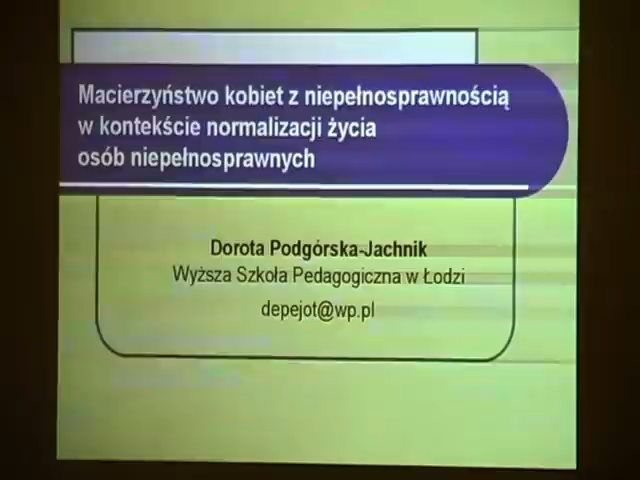 Macierzyństwo kobiet z niepełnosprawnością
w kontekście normalizacji życia
osób niepełnosprawnych
Dorota Podgórska-Jachnik
Wyższa Szkoła Pedagogiczna w Łodzi
depejot@wp.pl